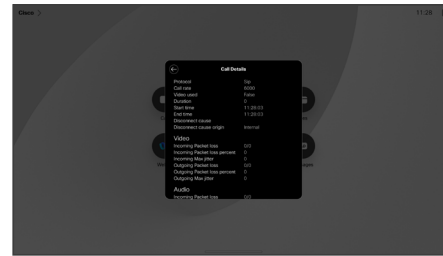 Cisco
11:26
Call Details
Protocol Sip
Call rate 6000
Video used False
Duration 0
Start time 11:26:03
End time 11:26:03
Disconnect cause
Disconnect cause origin Internal
Video
Incoming Packet loss 0/0
Incoming Packet loss percent 0
Incoming Max jitter 0
Outgoing Packet loss 0/0
Outgoing Packet loss percent 0
Outgoing Max jitter 0
Audio
Incoming Packet loss 0/0